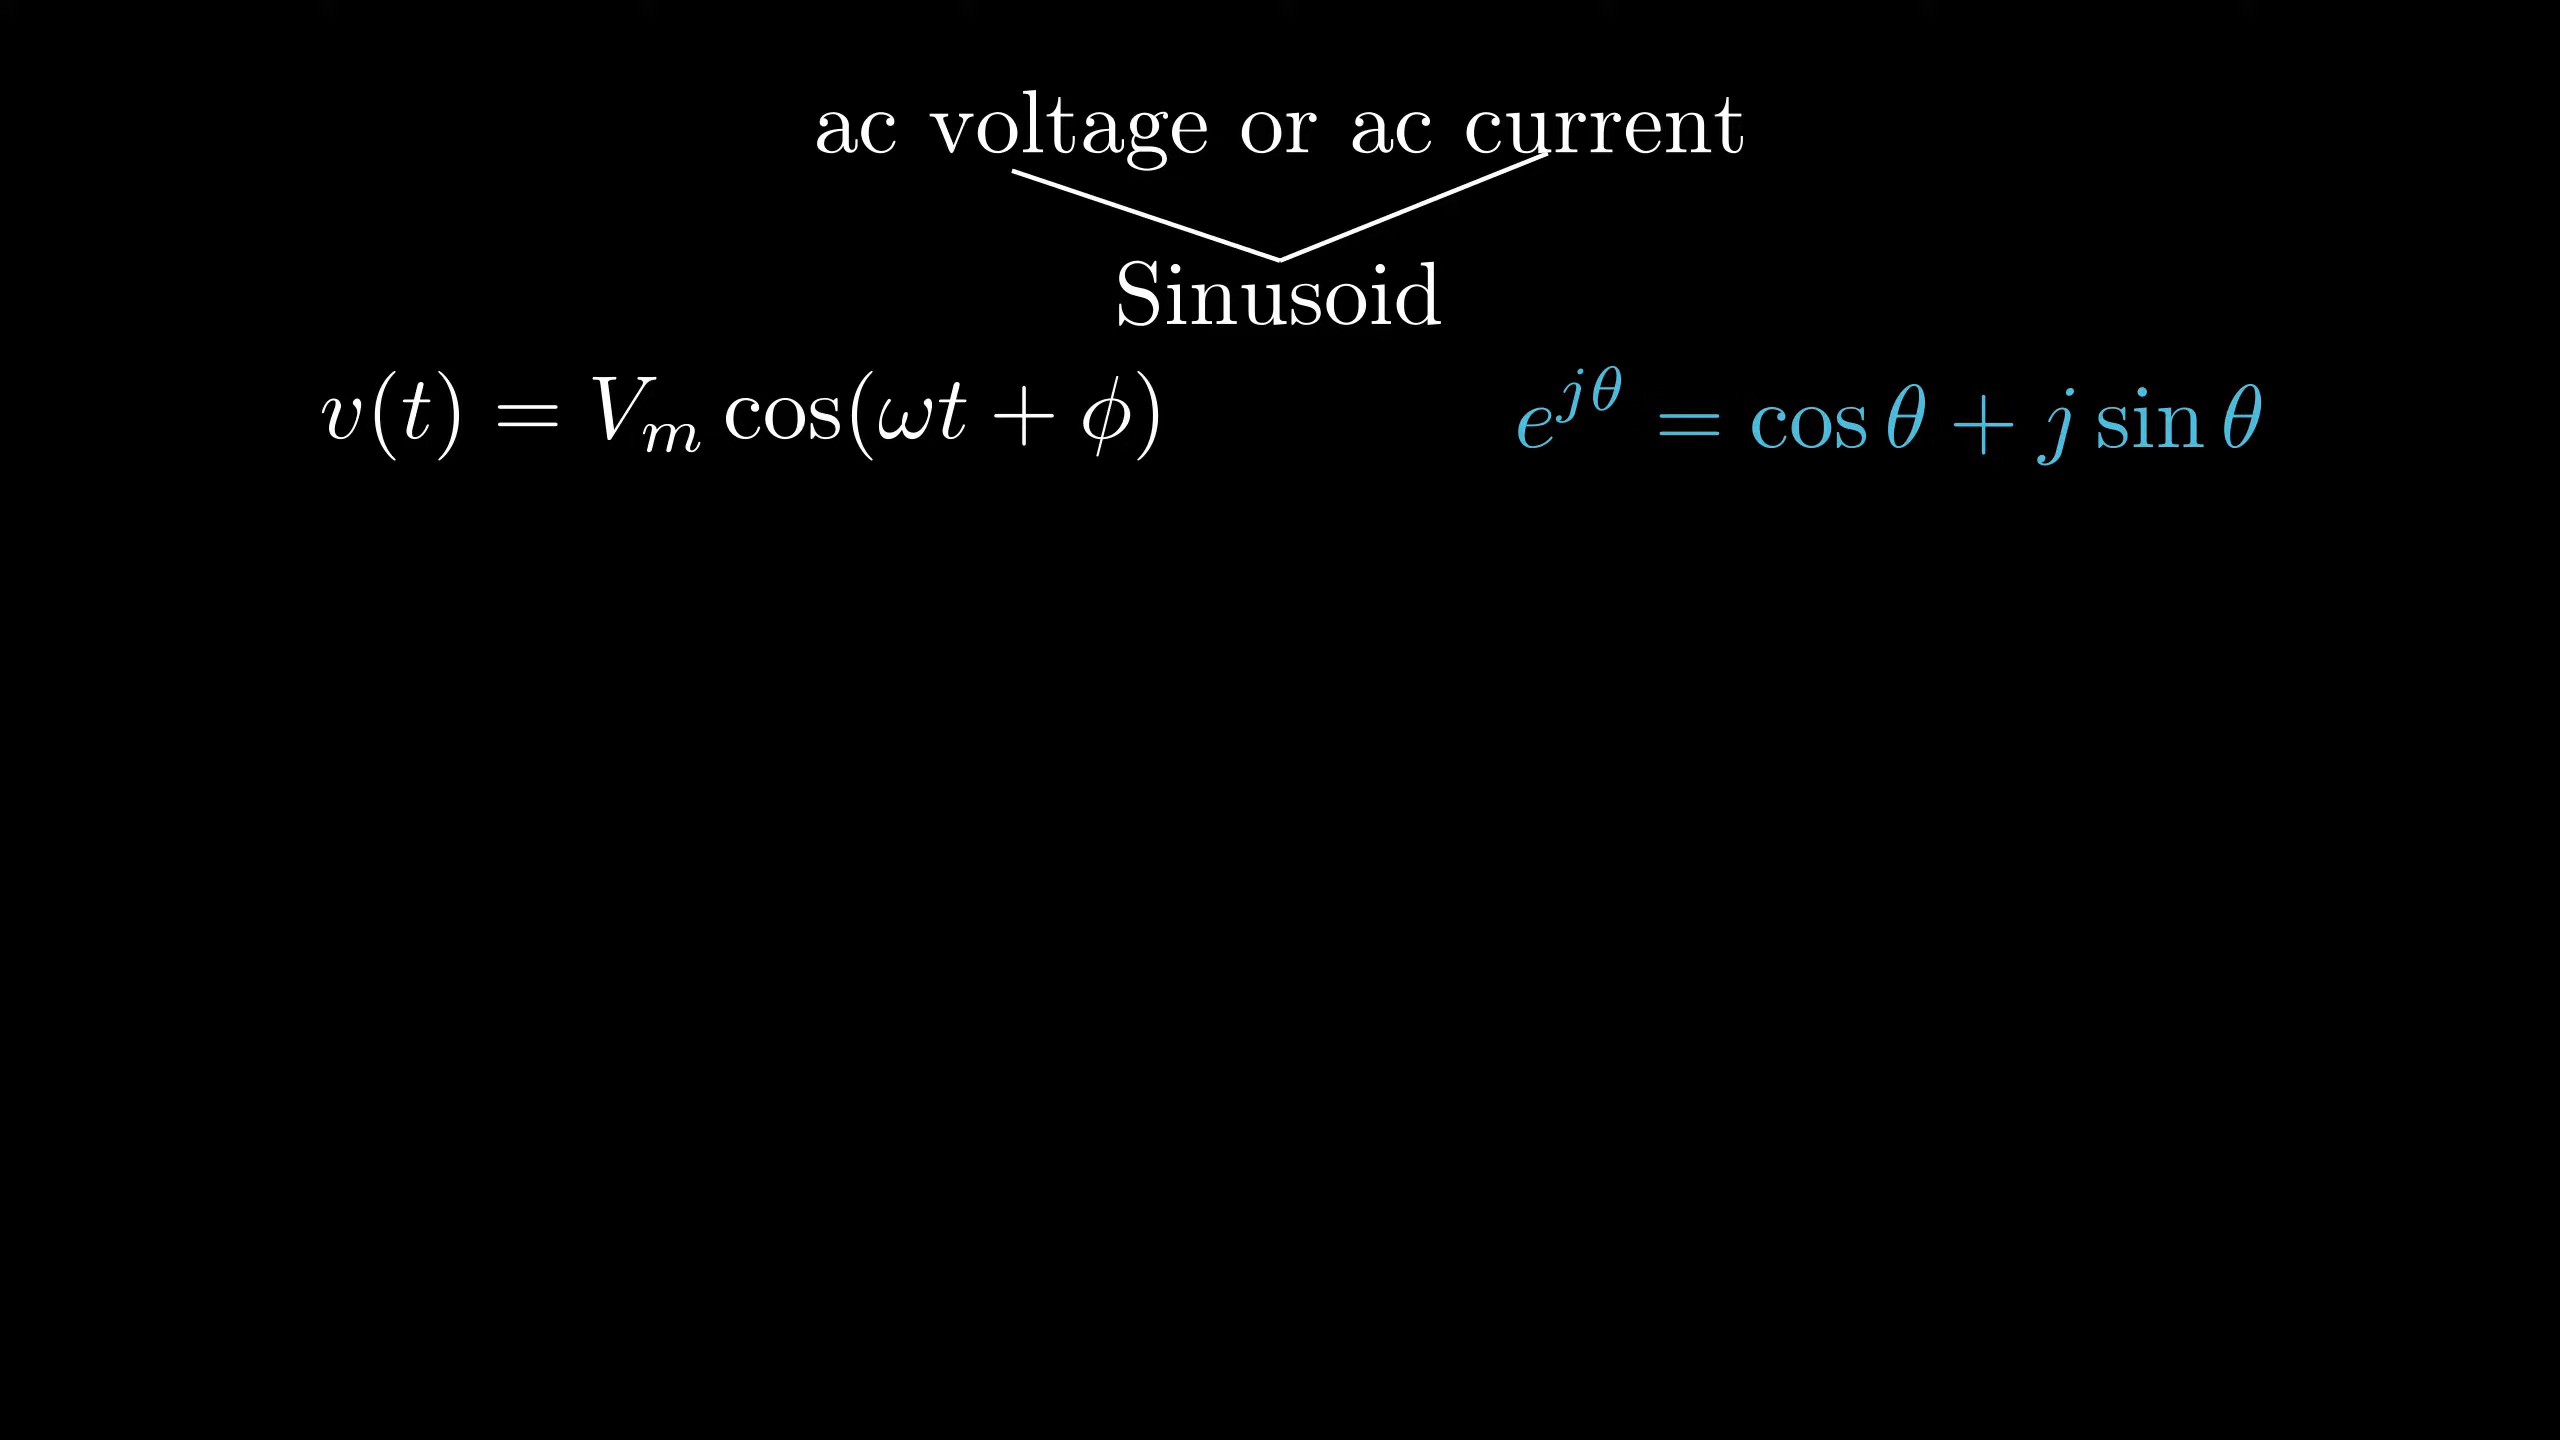 ac voltage or ac current
Sinusoid
v(t) = V_m cos(ωt + ϕ)
e^{jθ} = cos θ + j sin θ